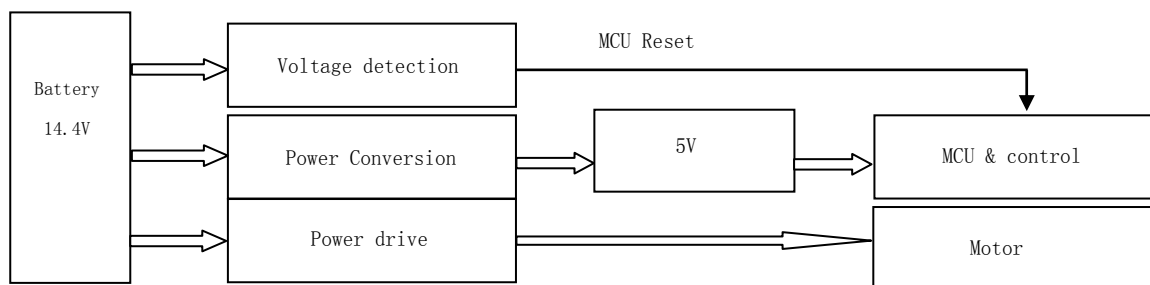 MCU Reset
Voltage detection
Battery
14.4V
5V
Power Conversion
MCU & control
Power drive
Motor